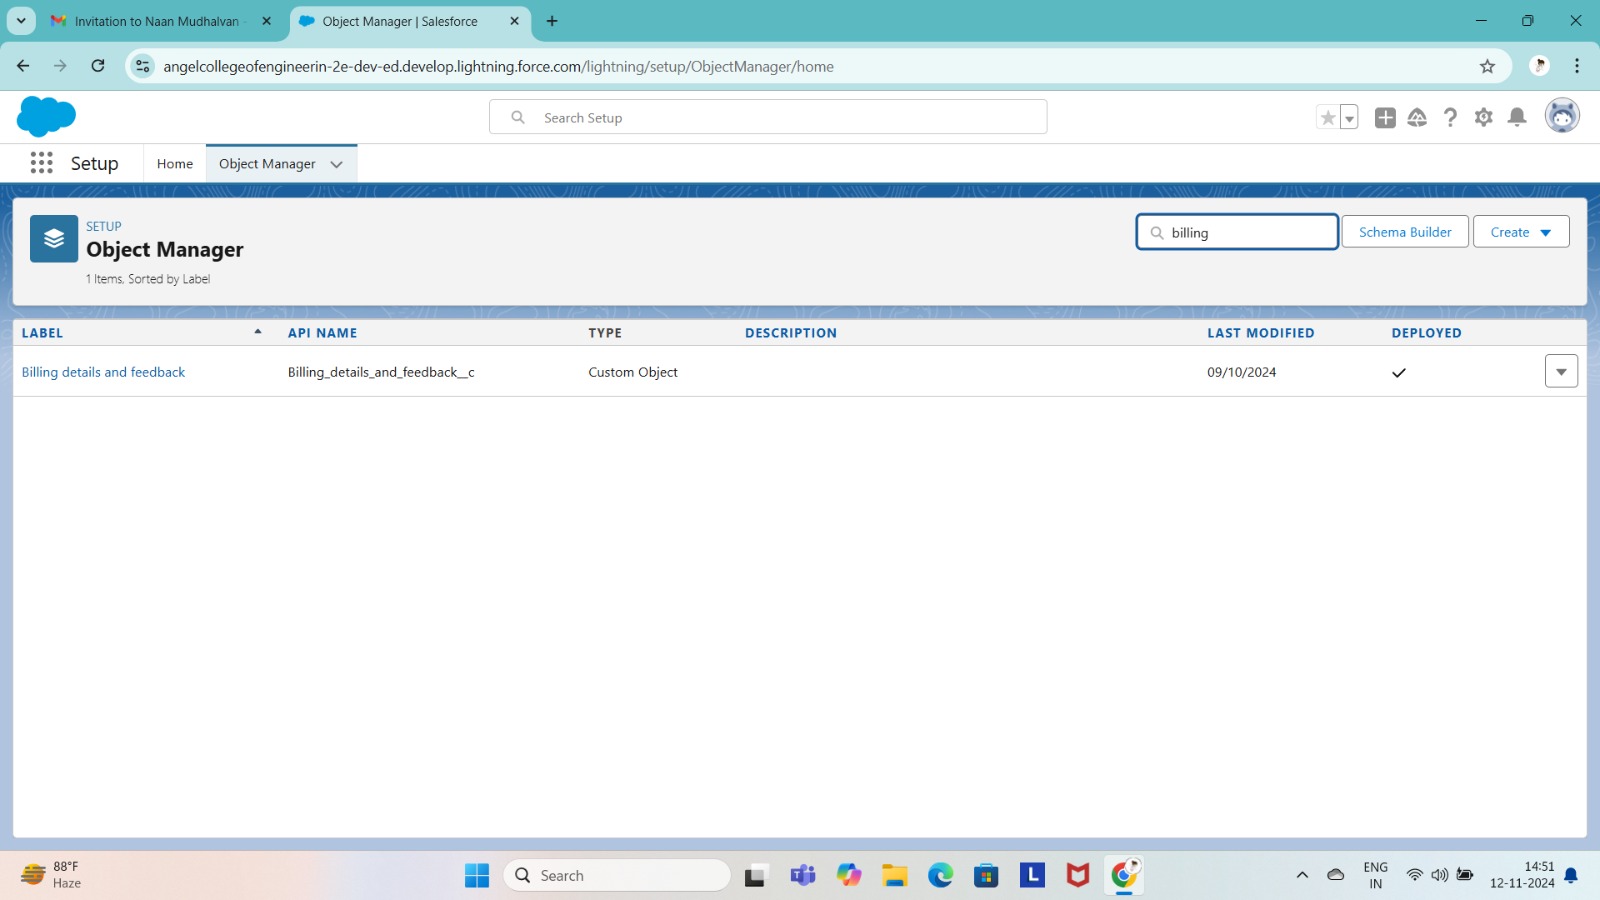 Invitation to Naan Mudhalvan
Object Manager | Salesforce
angelcollegeofengineerin-2e-dev-ed.develop.lightning.force.com/lightning/setup/ObjectManager/home
Search Setup
Setup
Home
Object Manager
SETUP
Object Manager
1 Items, Sorted by Label
billing
Schema Builder
Create
LABEL API NAME TYPE DESCRIPTION LAST MODIFIED DEPLOYED
Billing details and feedback Billing_details_and_feedback__c Custom Object 09/10/2024
88°F
Haze
Search
L
ENG
IN
14:51
12-11-2024